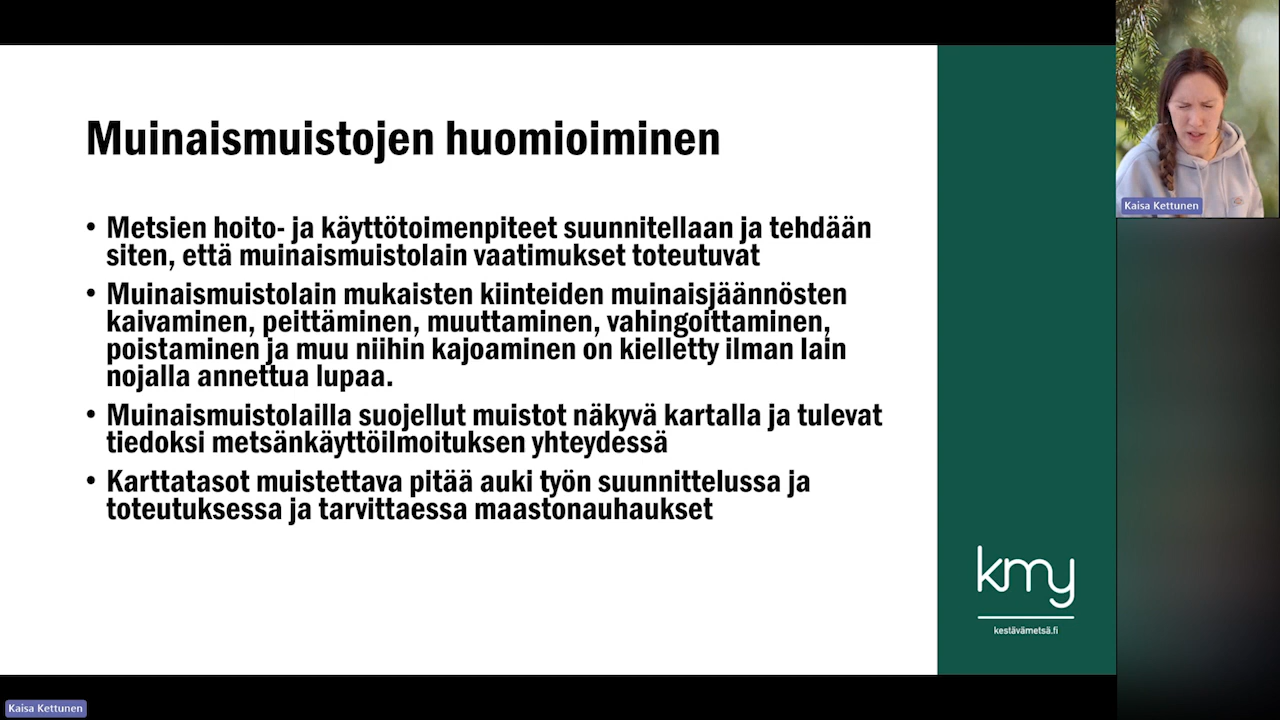 Muinaismuistojen huomioiminen
• Metsien hoito- ja käyttötoimenpiteet suunnitellaan ja tehdään
siten, että muinaismuistolain vaatimukset toteutuvat
• Muinaismuistolain mukaisten kiinteiden muinaisjäännösten
kaivaminen, peittäminen, muuttaminen, vahingoittaminen,
poistaminen ja muu niihin kajoaminen on kielletty ilman lain
nojalla annettua lupaa.
• Muinaismuistolailla suojellut muistot näkyvä kartalla ja tulevat
tiedoksi metsänkäyttöilmoituksen yhteydessä
• Karttatasot muistettava pitää auki työn suunnittelussa ja
toteutuksessa ja tarvittaessa maastonauhaukset
kmy
kestävämetsä.fi
Kaisa Kettunen
Kaisa Kettunen